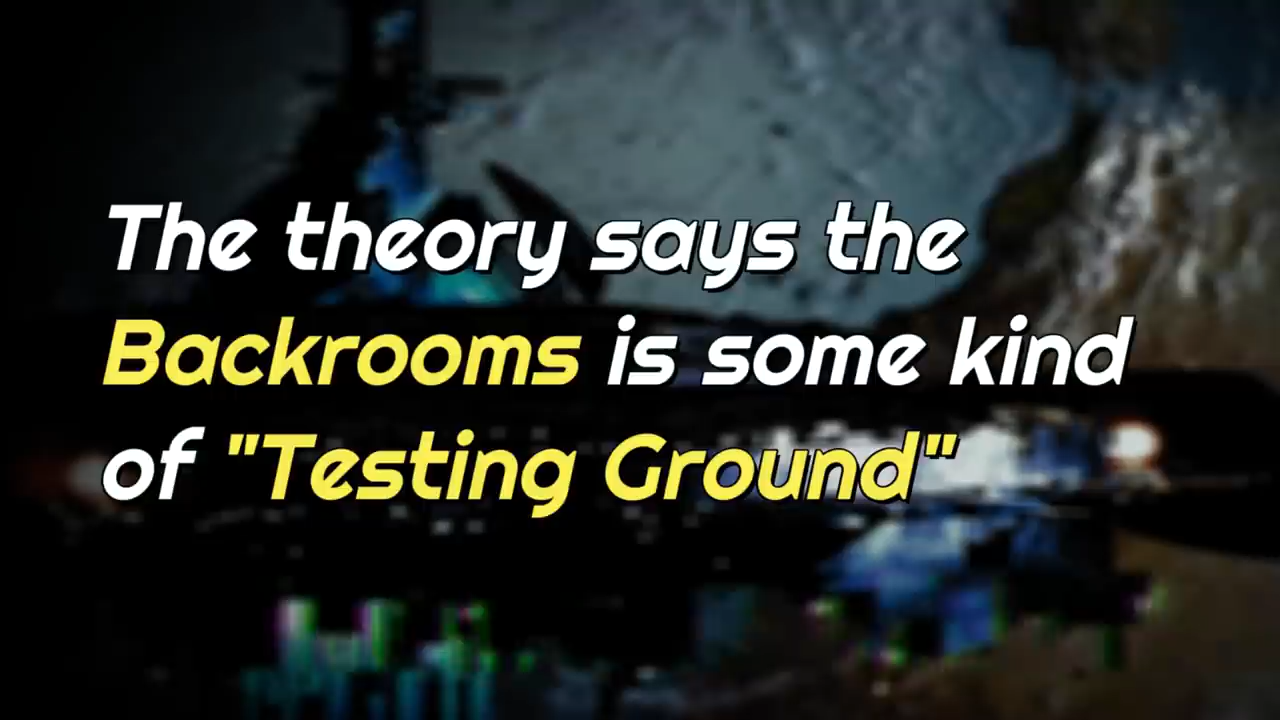 The theory says the
Backrooms is some kind
of "Testing Ground"